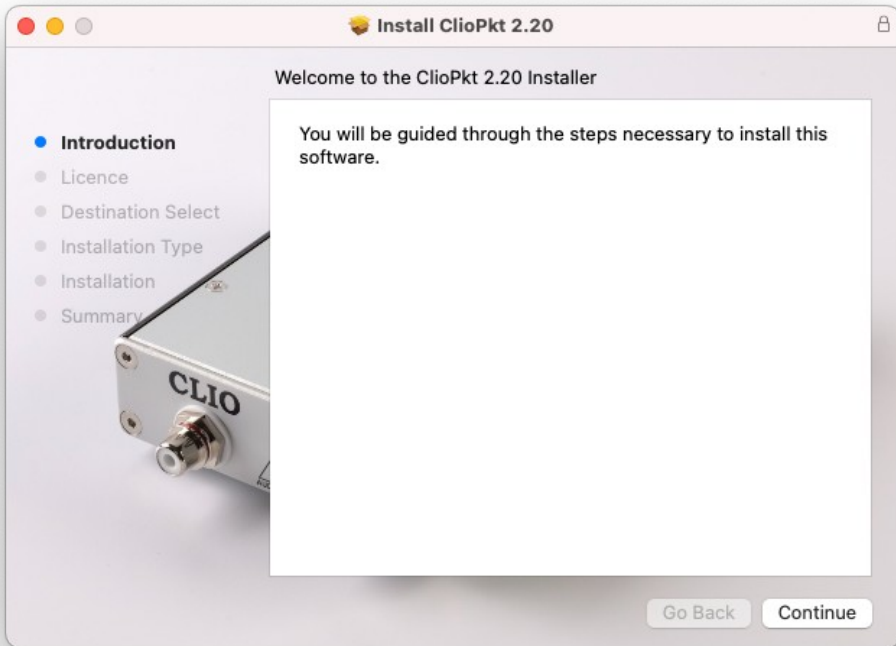 Install ClioPkt 2.20
Welcome to the ClioPkt 2.20 Installer
Introduction
Licence
Destination Select
Installation Type
Installation
Summary
You will be guided through the steps necessary to install this
software.
CLIO
Go Back
Continue